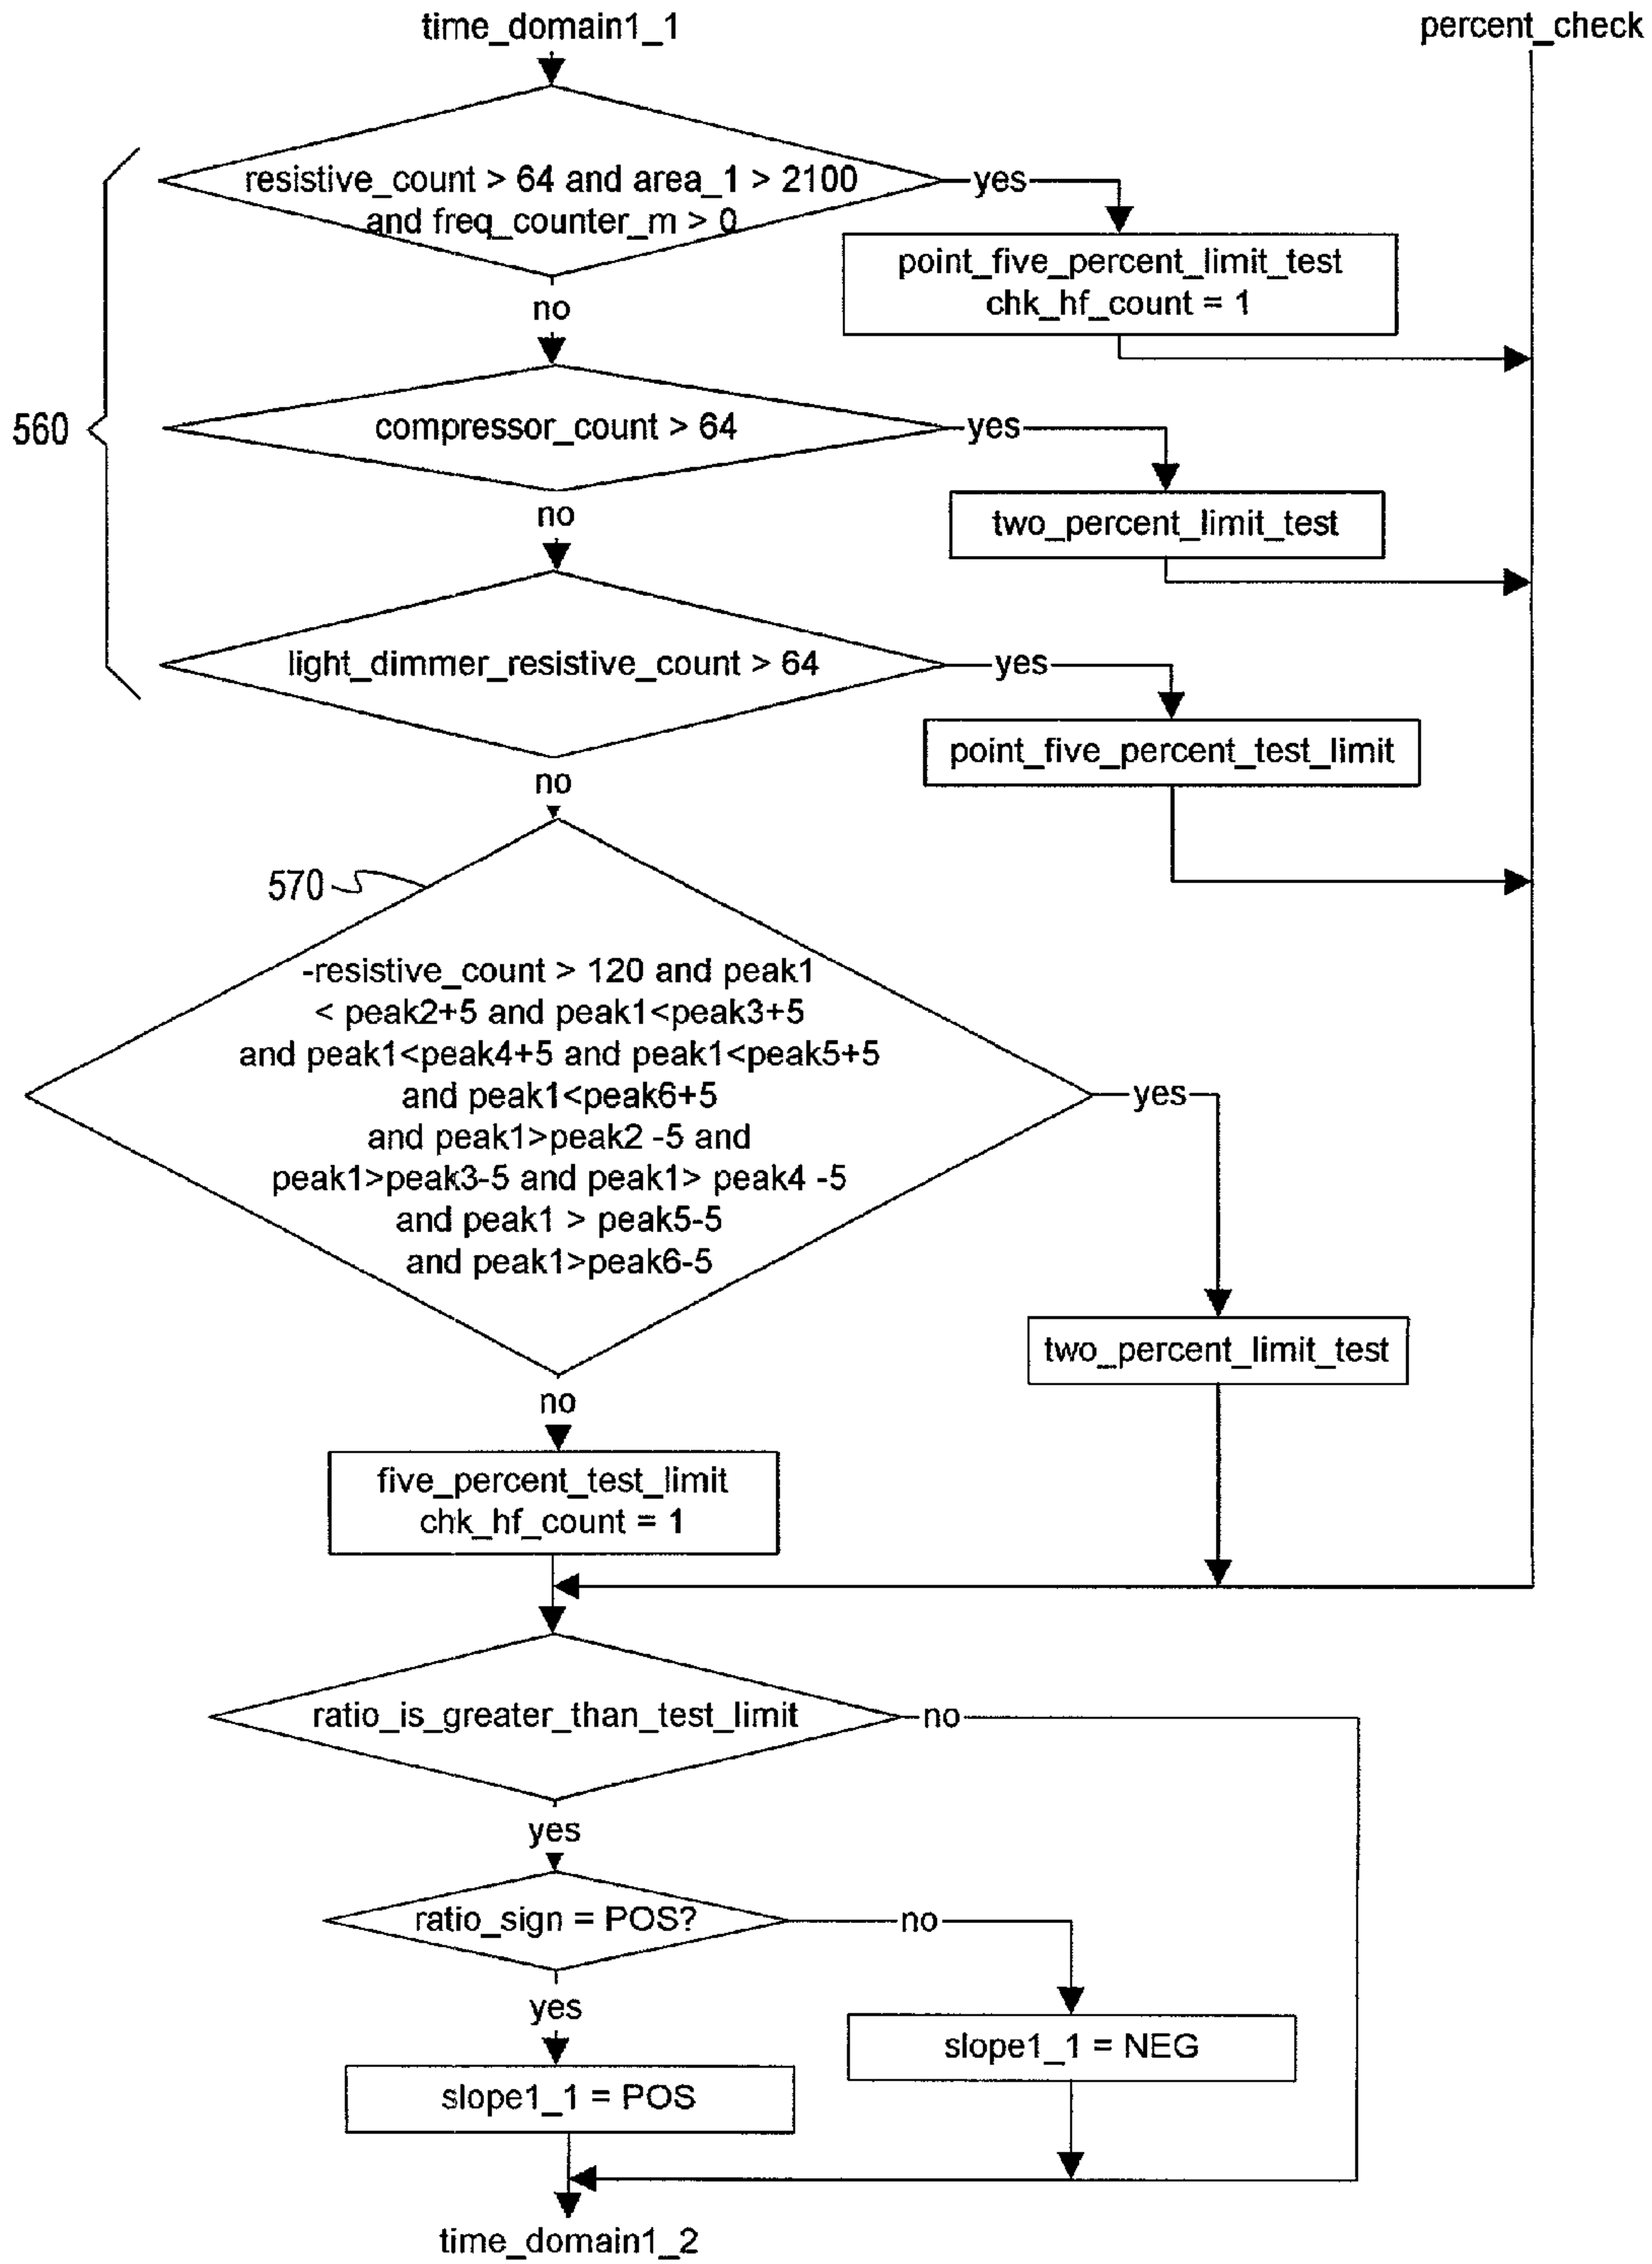 time_domain1_1
percent_check
resistive_count > 64 and area_1 > 2100
and freq_counter_m > 0
yes
point_five_percent_limit_test
chk_hf_count = 1
no
560
compressor_count > 64
yes
two_percent_limit_test
no
light_dimmer_resistive_count > 64
yes
point_five_percent_test_limit
no
570
-resistive_count > 120 and peak1
< peak2+5 and peak1<peak3+5
and peak1<peak4+5 and peak1<peak5+5
and peak1<peak6+5
and peak1>peak2 -5 and
peak1>peak3-5 and peak1> peak4 -5
and peak1 > peak5-5
and peak1>peak6-5
yes
two_percent_limit_test
no
five_percent_test_limit
chk_hf_count = 1
ratio_is_greater_than_test_limit
no
yes
ratio_sign = POS?
no
yes
slope1_1 = NEG
slope1_1 = POS
time_domain1_2